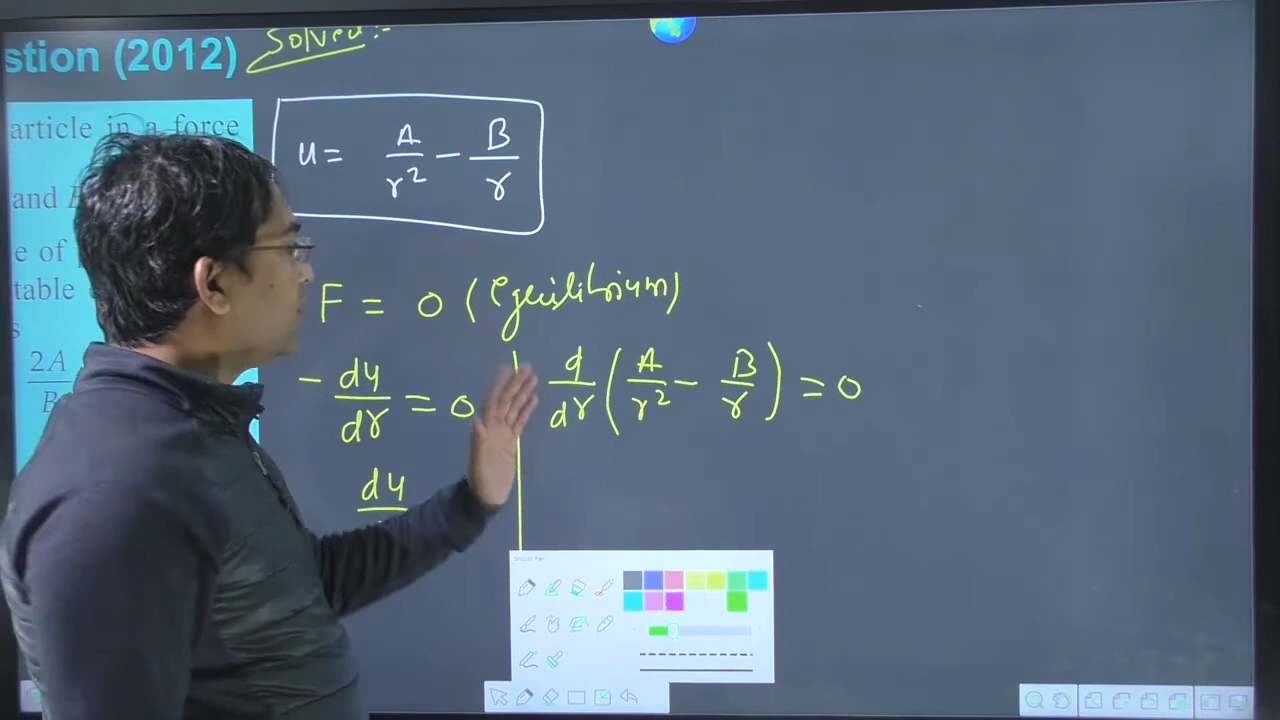 stion (2012) Solved:-
article in a force
and
e of
table
s
2A
B
u = A/r² - B/r
F = 0 (equilibrium)
- du/dr = 0
d/dr (A/r² - B/r) = 0
du